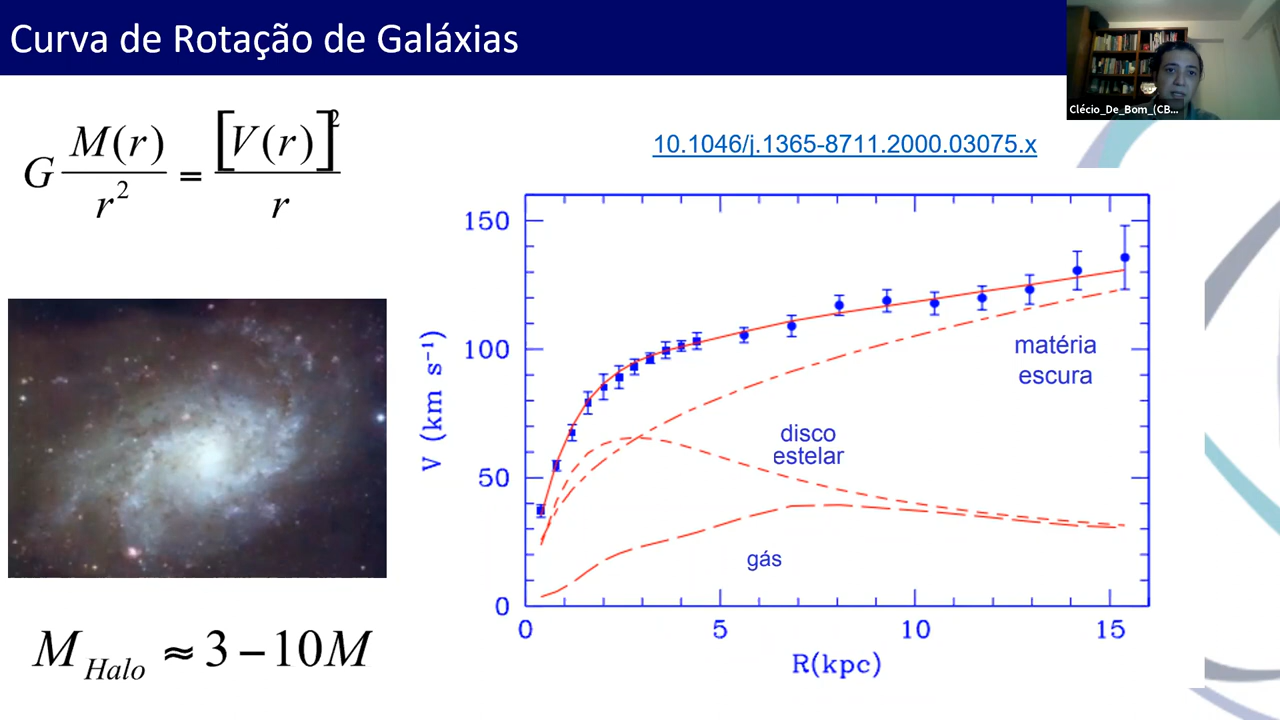 Curva de Rotação de Galáxias
Clécio_De_Bom_(CB...
G M(r) / r² = [V(r)]² / r
10.1046/j.1365-8711.2000.03075.x
150
100
50
0
V (km s⁻¹)
matéria
escura
disco
estelar
gás
0 5 10 15
R(kpc)
M Halo ≈ 3 – 10M